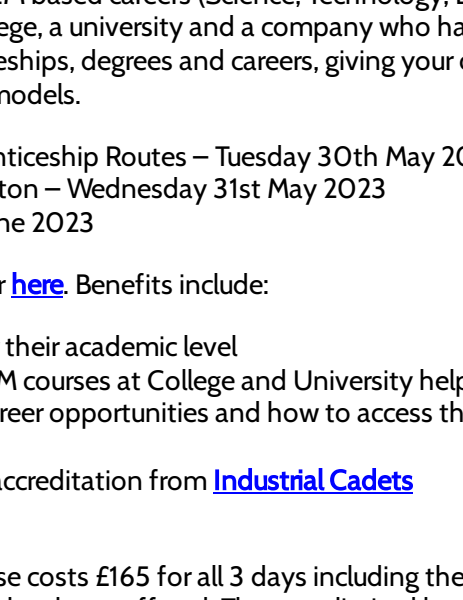 based careers (Science, Technology,
ege, a university and a company who ha
eships, degrees and careers, giving your
models.
nticeship Routes – Tuesday 30th May 20
ton – Wednesday 31st May 2023
ne 2023
r here. Benefits include:
their academic level
M courses at College and University help
reer opportunities and how to access th
accreditation from Industrial Cadets
se costs £165 for all 3 days including the